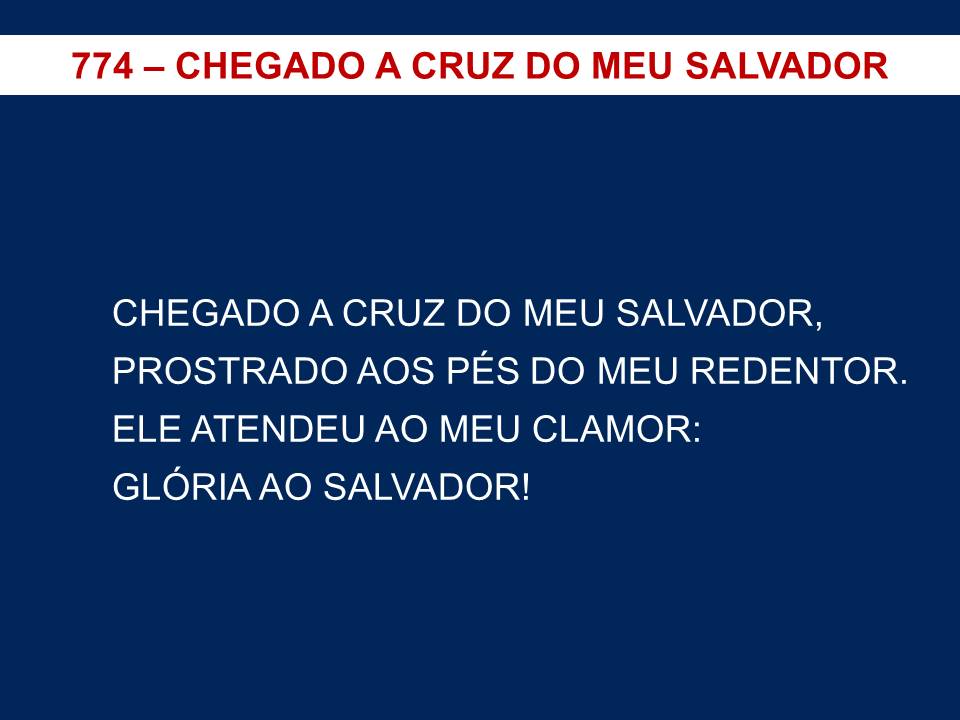 774 – CHEGADO A CRUZ DO MEU SALVADOR
CHEGADO A CRUZ DO MEU SALVADOR,
PROSTRADO AOS PÉS DO MEU REDENTOR.
ELE ATENDEU AO MEU CLAMOR:
GLÓRIA AO SALVADOR!